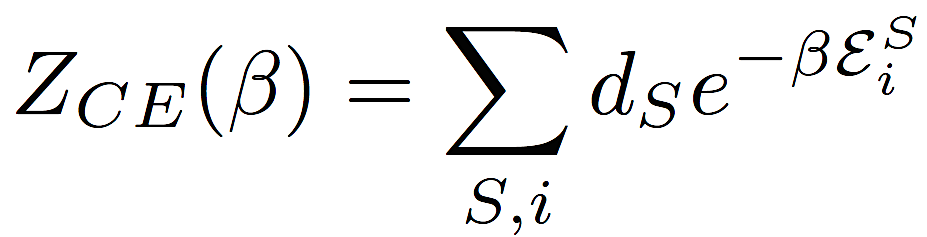 $Z_{CE}(\beta) = \sum_{S,i} d_S e^{-\beta \mathcal{E}_i^S}$